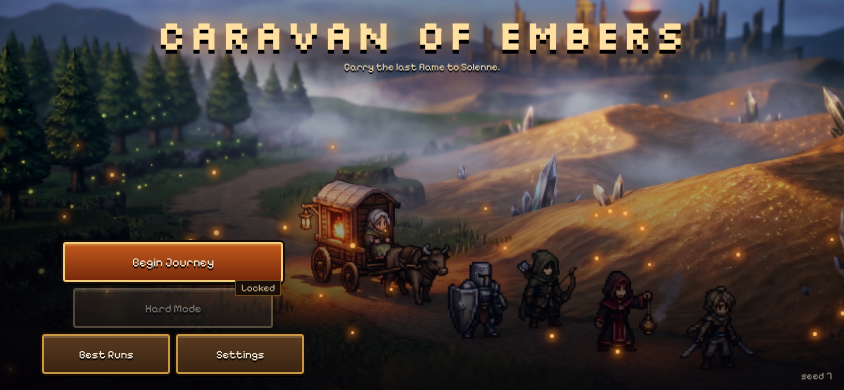 CARAVAN OF EMBERS
Carry the last flame to Solenne.
Begin Journey
Locked
Hard Mode
Best Runs
Settings
seed 7